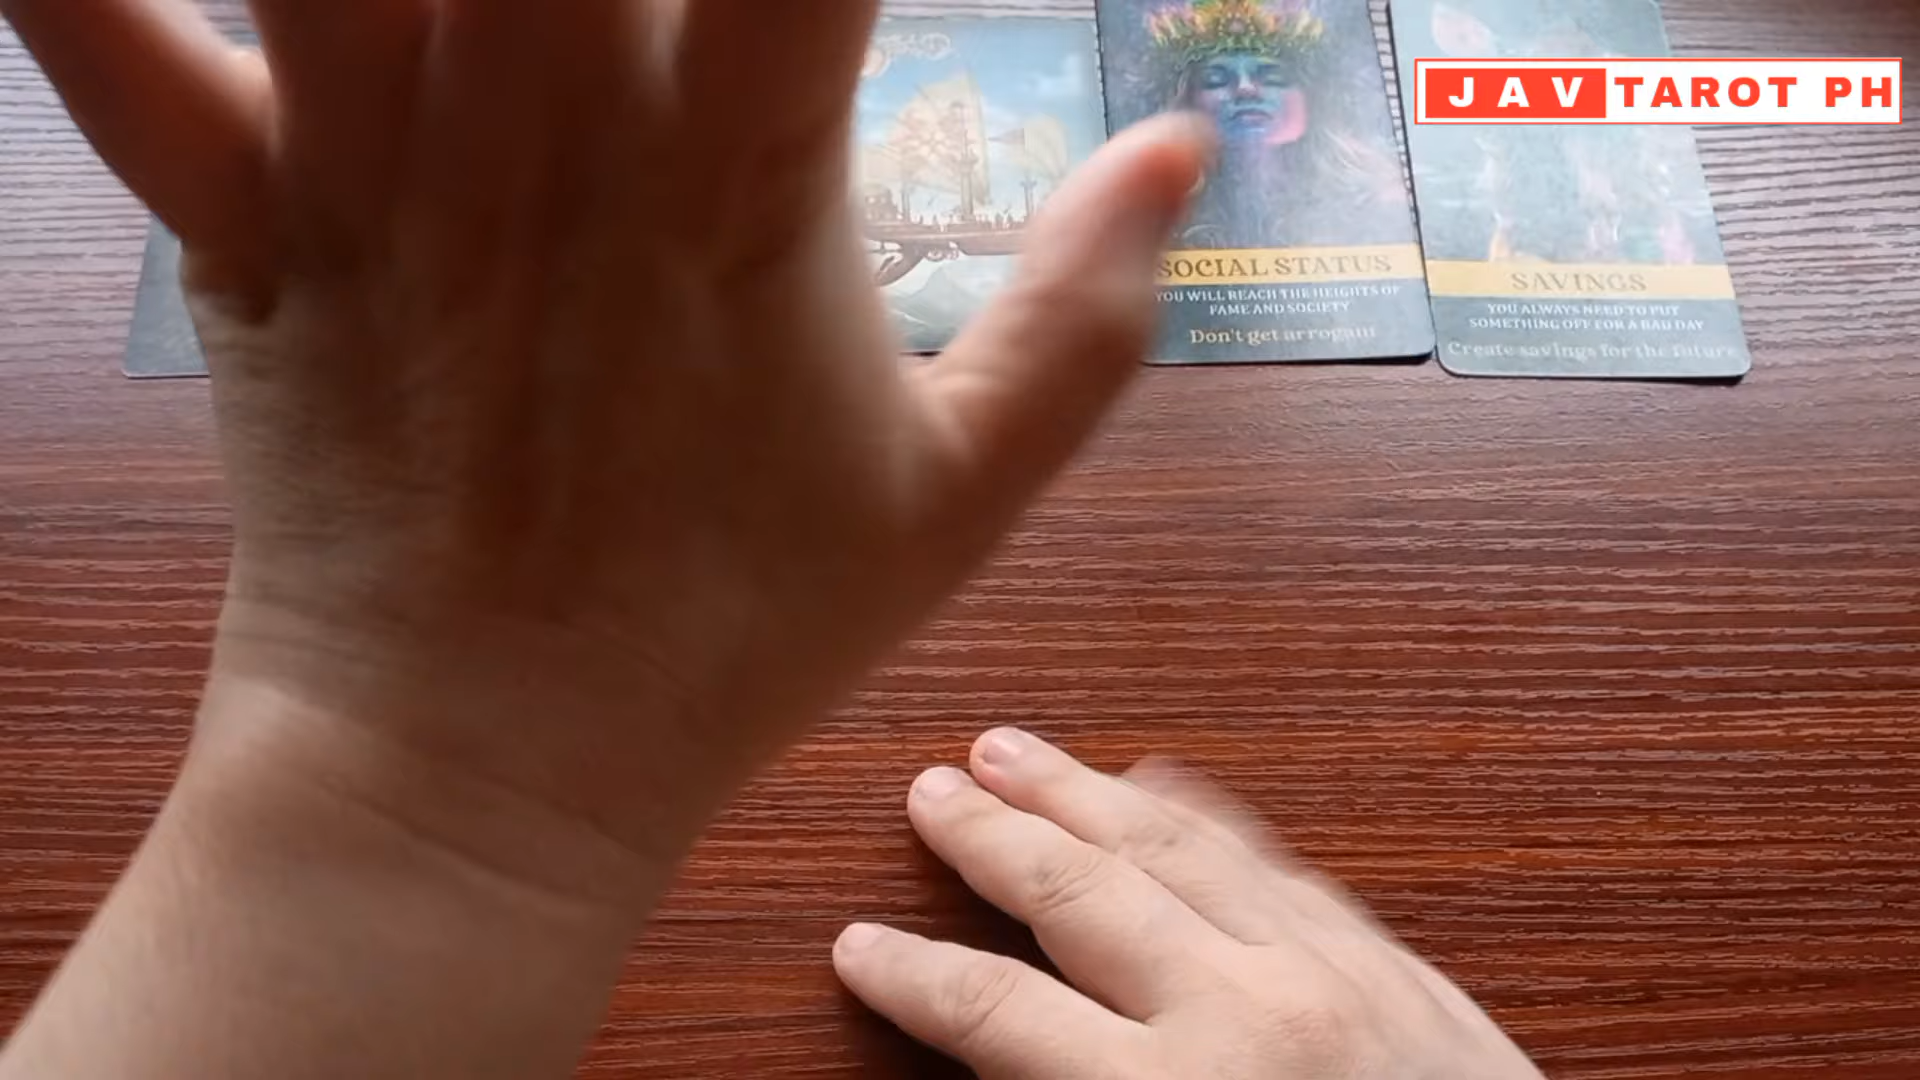 JAV TAROT PH
SOCIAL STATUS
YOU WILL REACH THE HEIGHTS OF
FAME AND SOCIETY
Don't get arrogant
SAVINGS
YOU ALWAYS NEED TO PUT
SOMETHING OFF FOR A BAD DAY
Create savings for the future